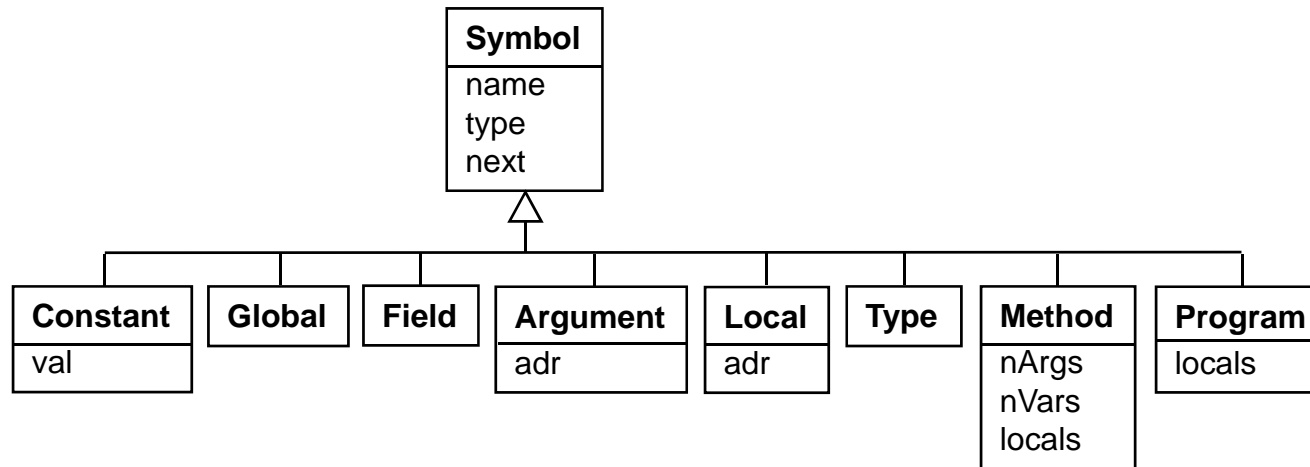 Symbol
name
type
next
Constant
val
Global
Field
Argument
adr
Local
adr
Type
Method
nArgs
nVars
locals
Program
locals